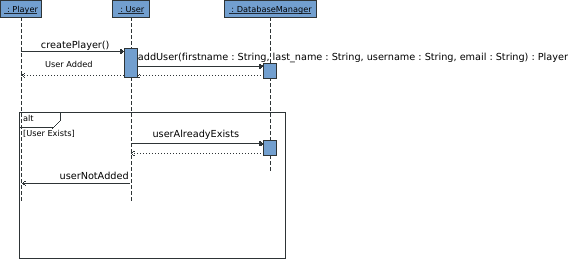 : Player
: User
: DatabaseManager
createPlayer()
addUser(firstname : String, last_name : String, username : String, email : String) : Player
User Added
alt
[User Exists]
userAlreadyExists
userNotAdded